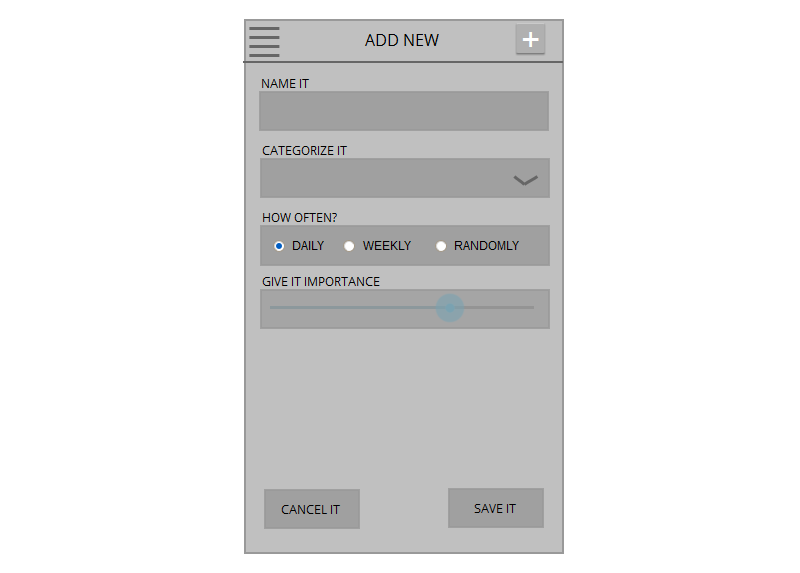 ADD NEW
NAME IT
CATEGORIZE IT
HOW OFTEN?
DAILY WEEKLY RANDOMLY
GIVE IT IMPORTANCE
CANCEL IT SAVE IT